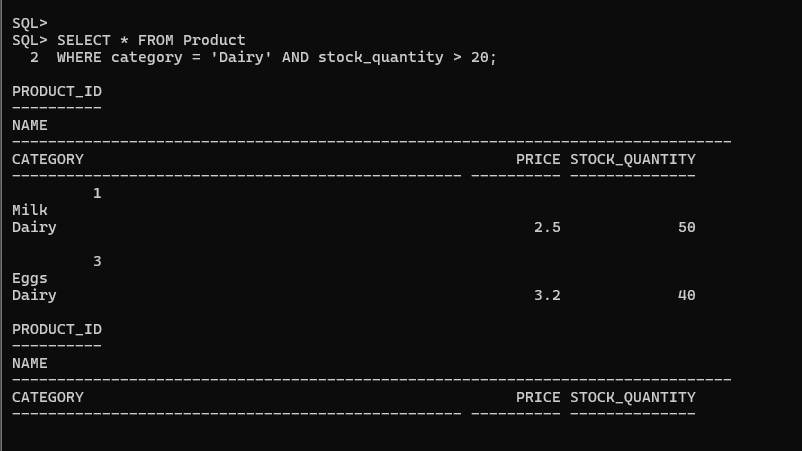 SQL>
SQL> SELECT * FROM Product
  2  WHERE category = 'Dairy' AND stock_quantity > 20;

PRODUCT_ID
----------
NAME
--------------------------------------------------------------------------------
CATEGORY                                                PRICE STOCK_QUANTITY
-------------------------------------------------- ---------- --------------
         1
Milk
Dairy                                                     2.5             50

         3
Eggs
Dairy                                                     3.2             40

PRODUCT_ID
----------
NAME
--------------------------------------------------------------------------------
CATEGORY                                                PRICE STOCK_QUANTITY
-------------------------------------------------- ---------- --------------